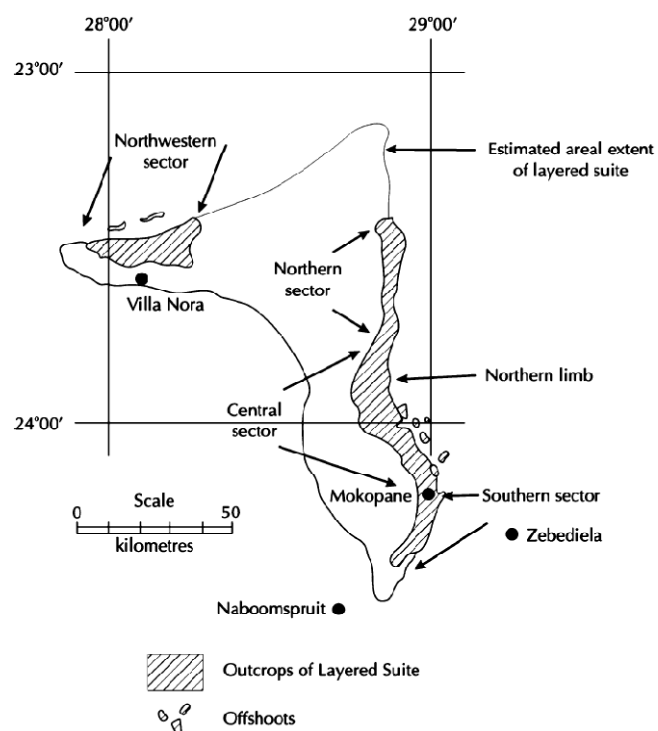 28°00'
29°00'
23°00'
Northwestern
sector
Estimated areal extent
of layered suite
Northern
sector
Villa Nora
Northern limb
Central
sector
24°00'
Scale
0
50
kilometres
Mokopane
Southern sector
Zebediela
Naboomspruit
Outcrops of Layered Suite
Offshoots